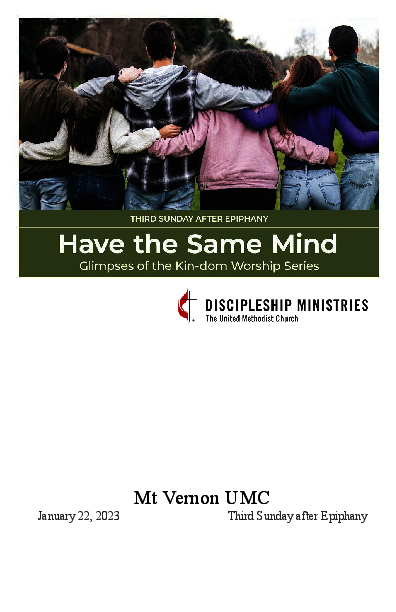 THIRD SUNDAY AFTER EPIPHANY
Have the Same Mind
Glimpses of the Kin-dom Worship Series
DISCIPLESHIP MINISTRIES
The United Methodist Church
Mt Vernon UMC
January 22, 2023 Third Sunday after Epiphany